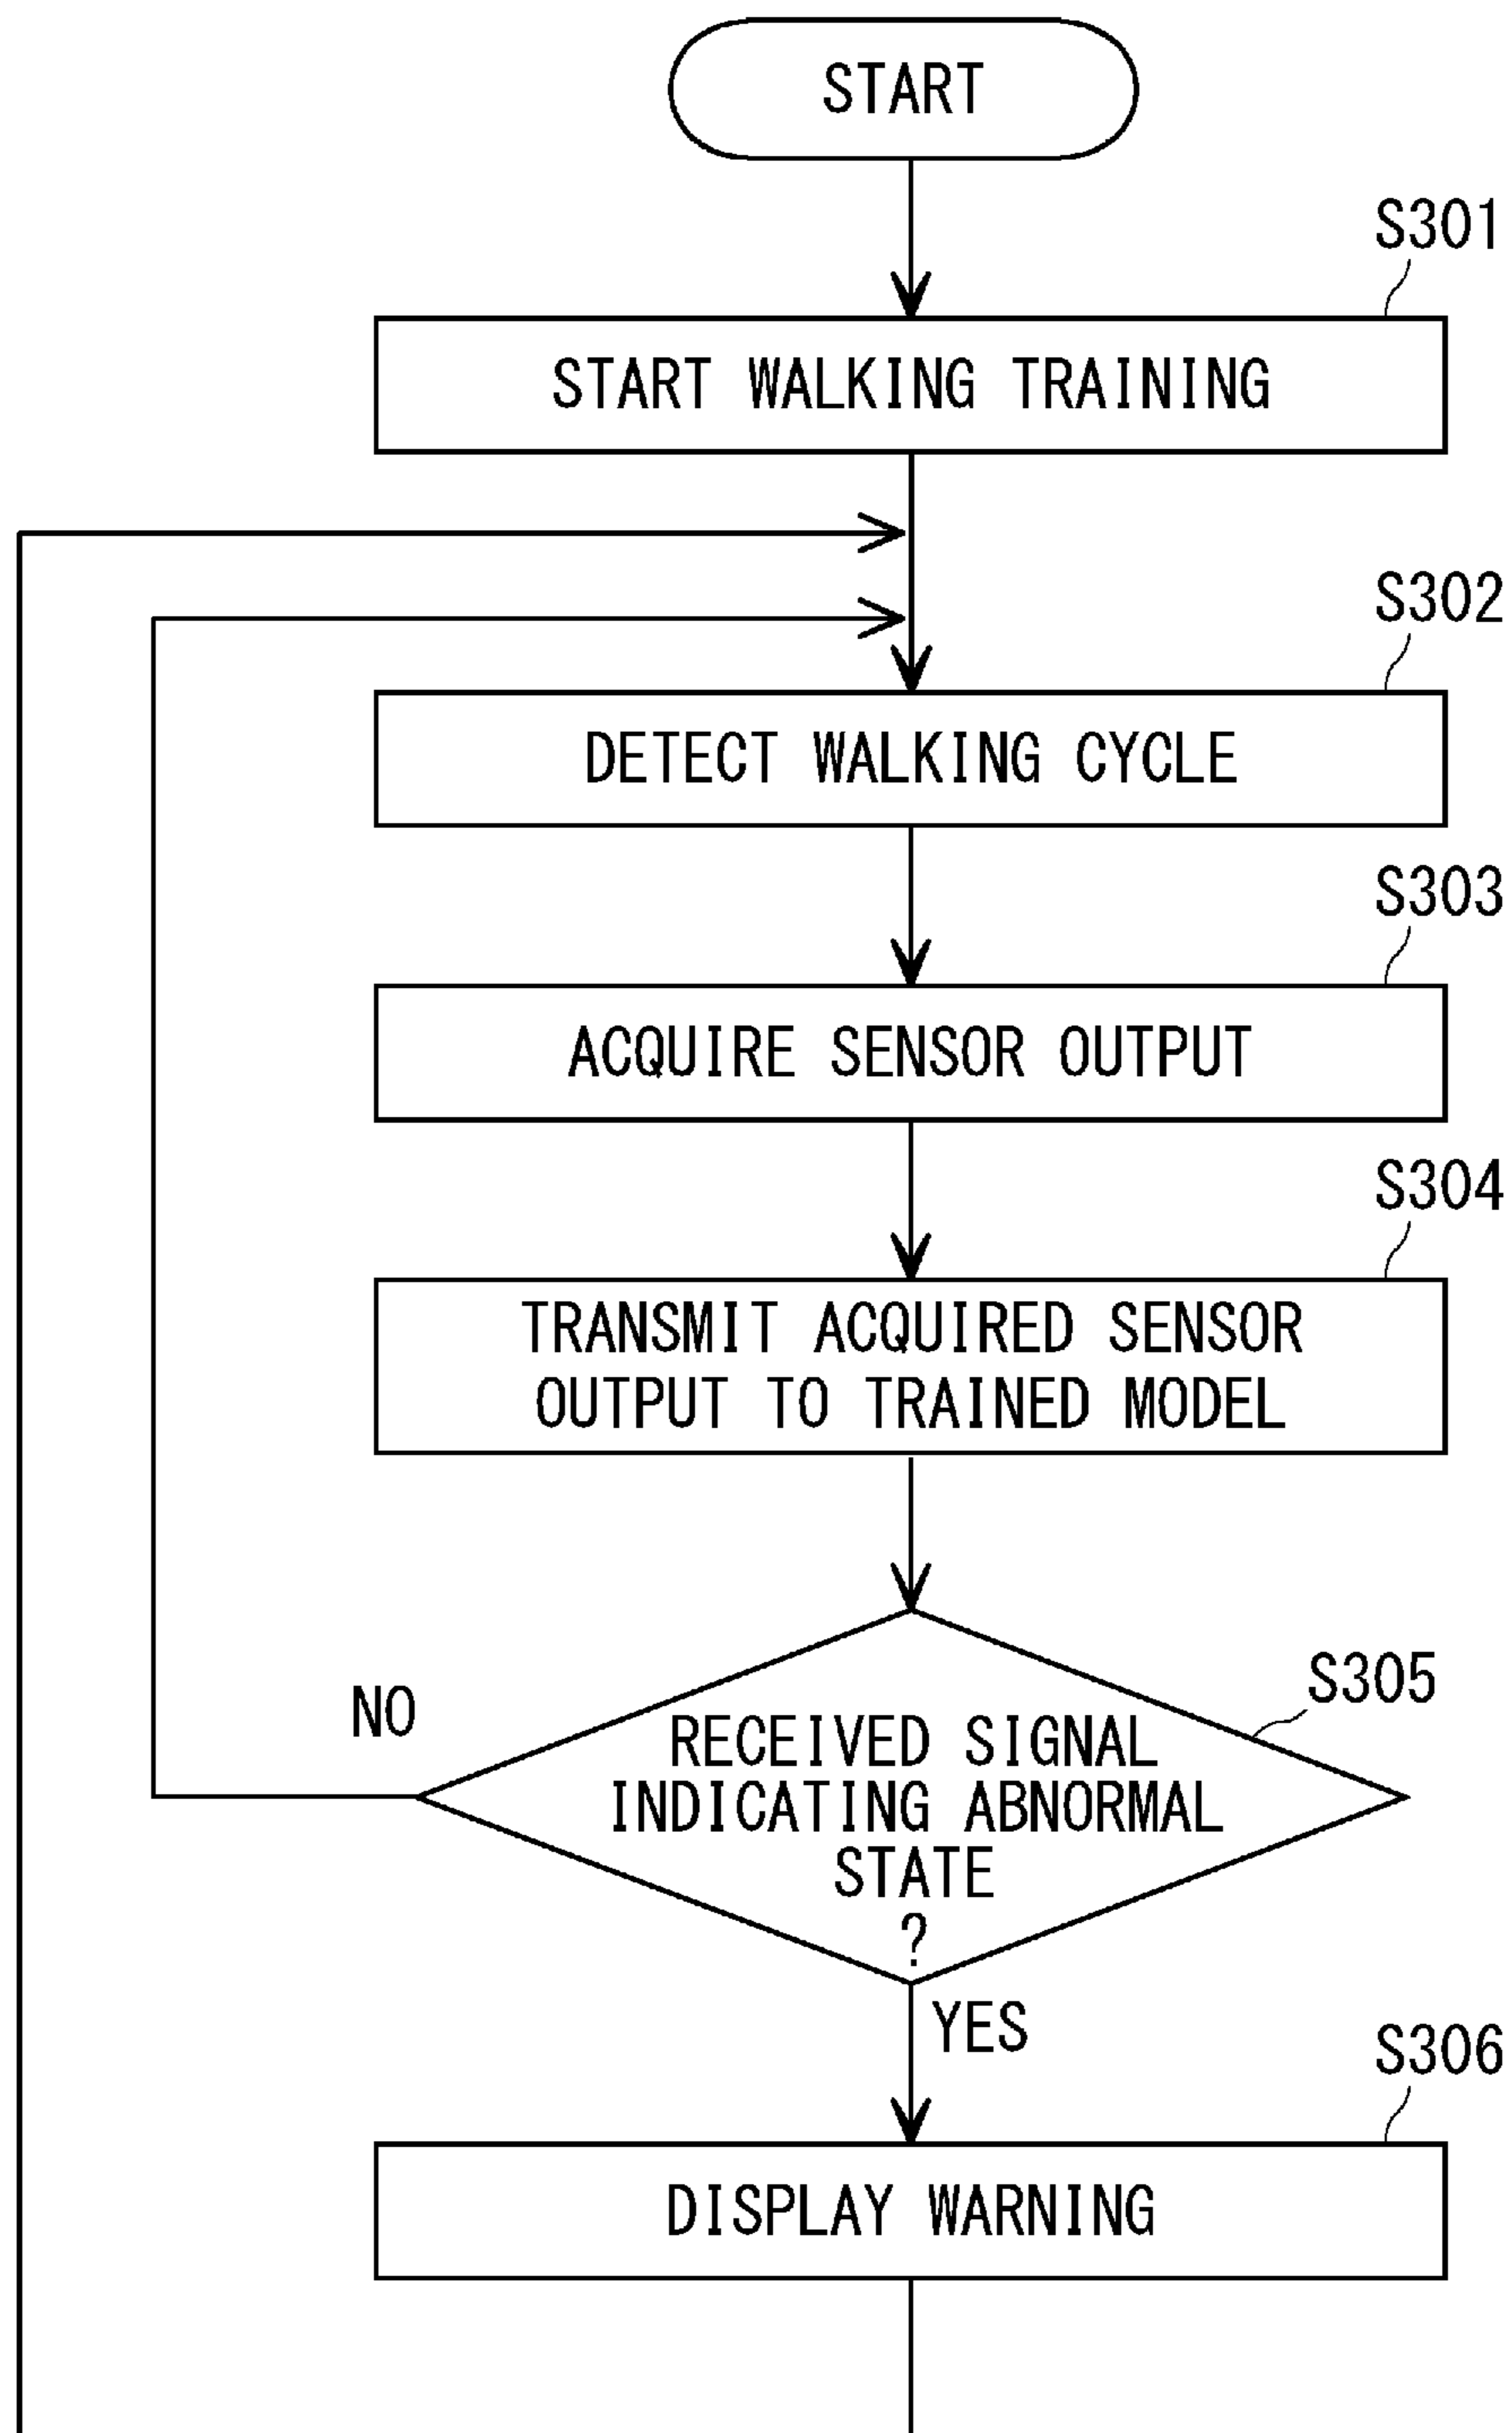 START
S301
START WALKING TRAINING
S302
DETECT WALKING CYCLE
S303
ACQUIRE SENSOR OUTPUT
S304
TRANSMIT ACQUIRED SENSOR
OUTPUT TO TRAINED MODEL
S305
NO
RECEIVED SIGNAL
INDICATING ABNORMAL
STATE
?
YES
S306
DISPLAY WARNING